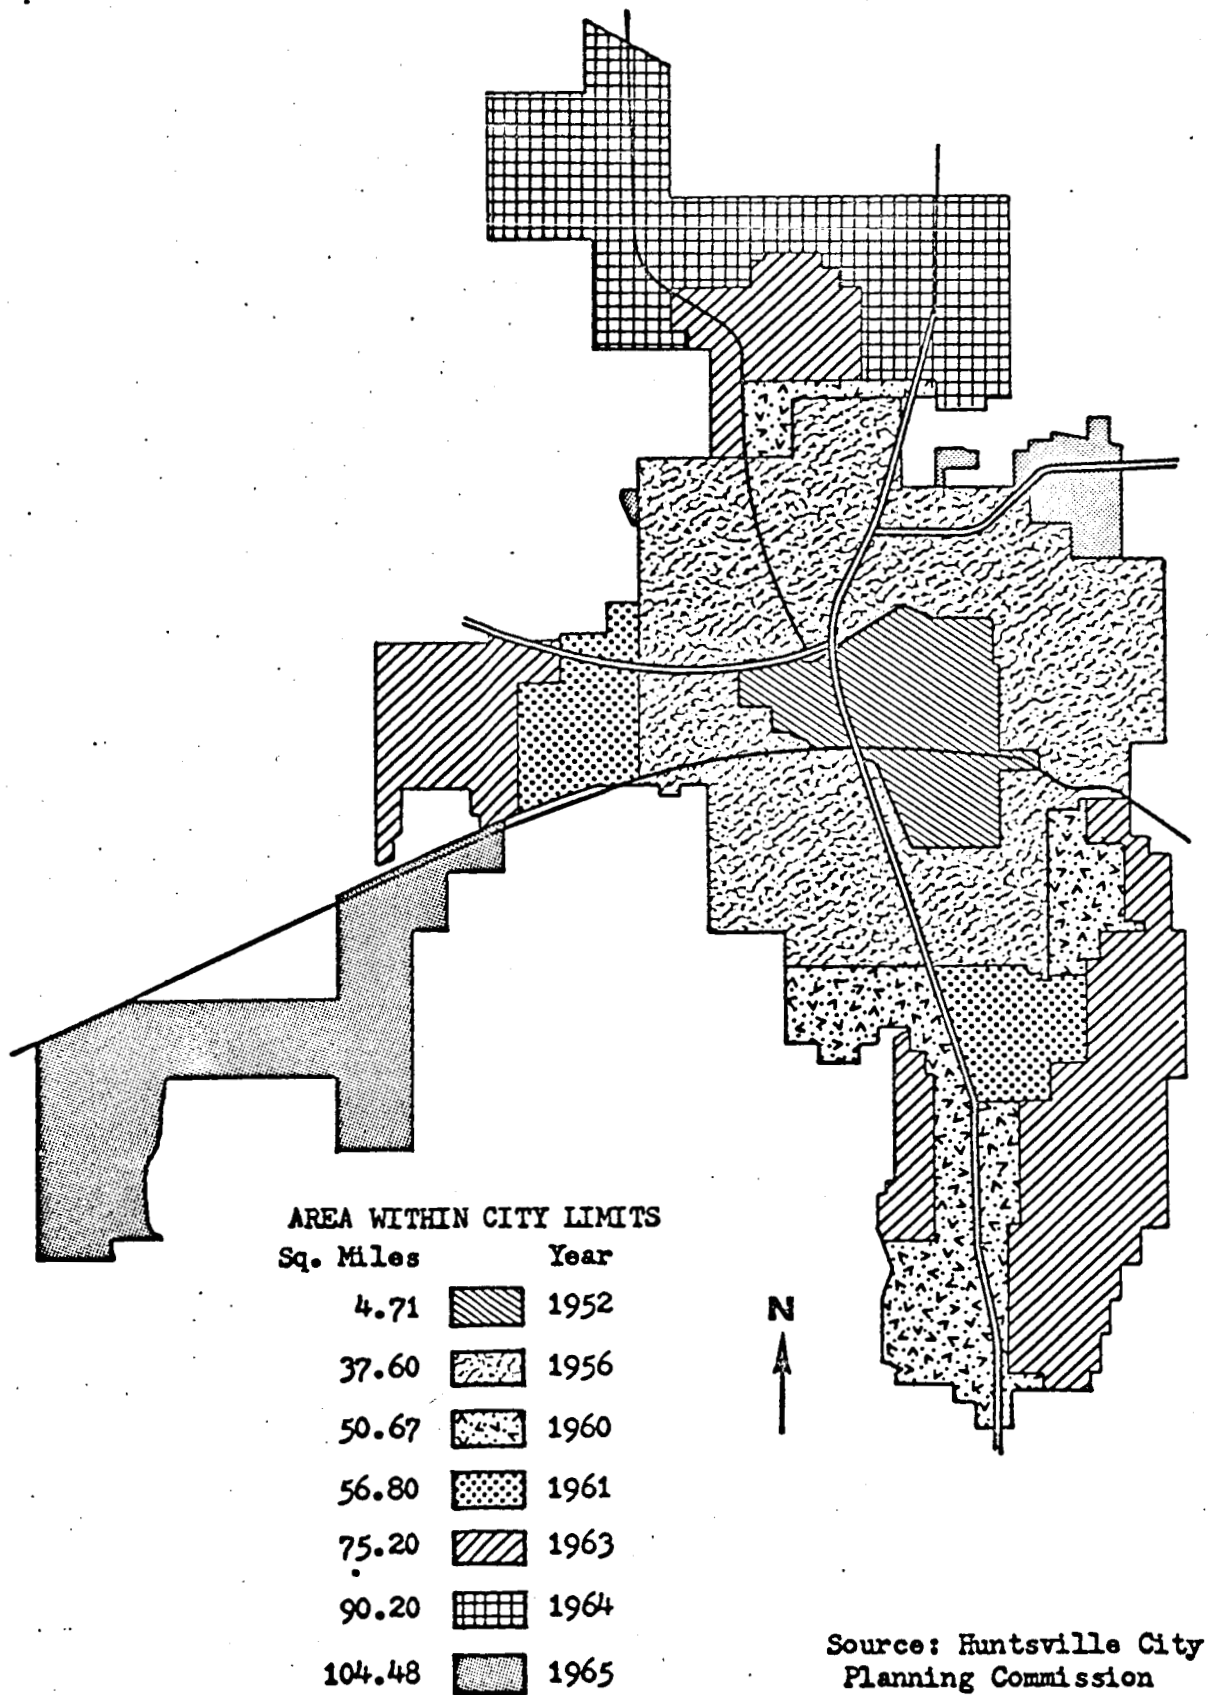 AREA WITHIN CITY LIMITS
Sq. Miles Year
4.71 1952
37.60 1956
50.67 1960
56.80 1961
75.20 1963
90.20 1964
104.48 1965
N
Source: Huntsville City
Planning Commission